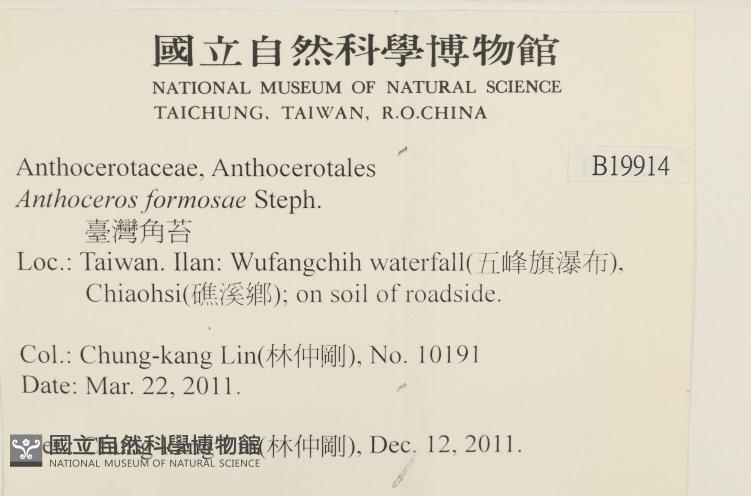 國立自然科學博物館
NATIONAL MUSEUM OF NATURAL SCIENCE
TAICHUNG, TAIWAN, R.O.CHINA
B19914
Anthocerotaceae, Anthocerotales
Anthoceros formosae Steph.
臺灣角苔
Loc.: Taiwan. Ilan: Wufangchih waterfall(五峰旗瀑布),
Chiaohsi(礁溪鄉); on soil of roadside.
Col.: Chung-kang Lin(林仲剛), No. 10191
Date: Mar. 22, 2011.
(林仲剛), Dec. 12, 2011.
國立自然科學博物館
NATIONAL MUSEUM OF NATURAL SCIENCE